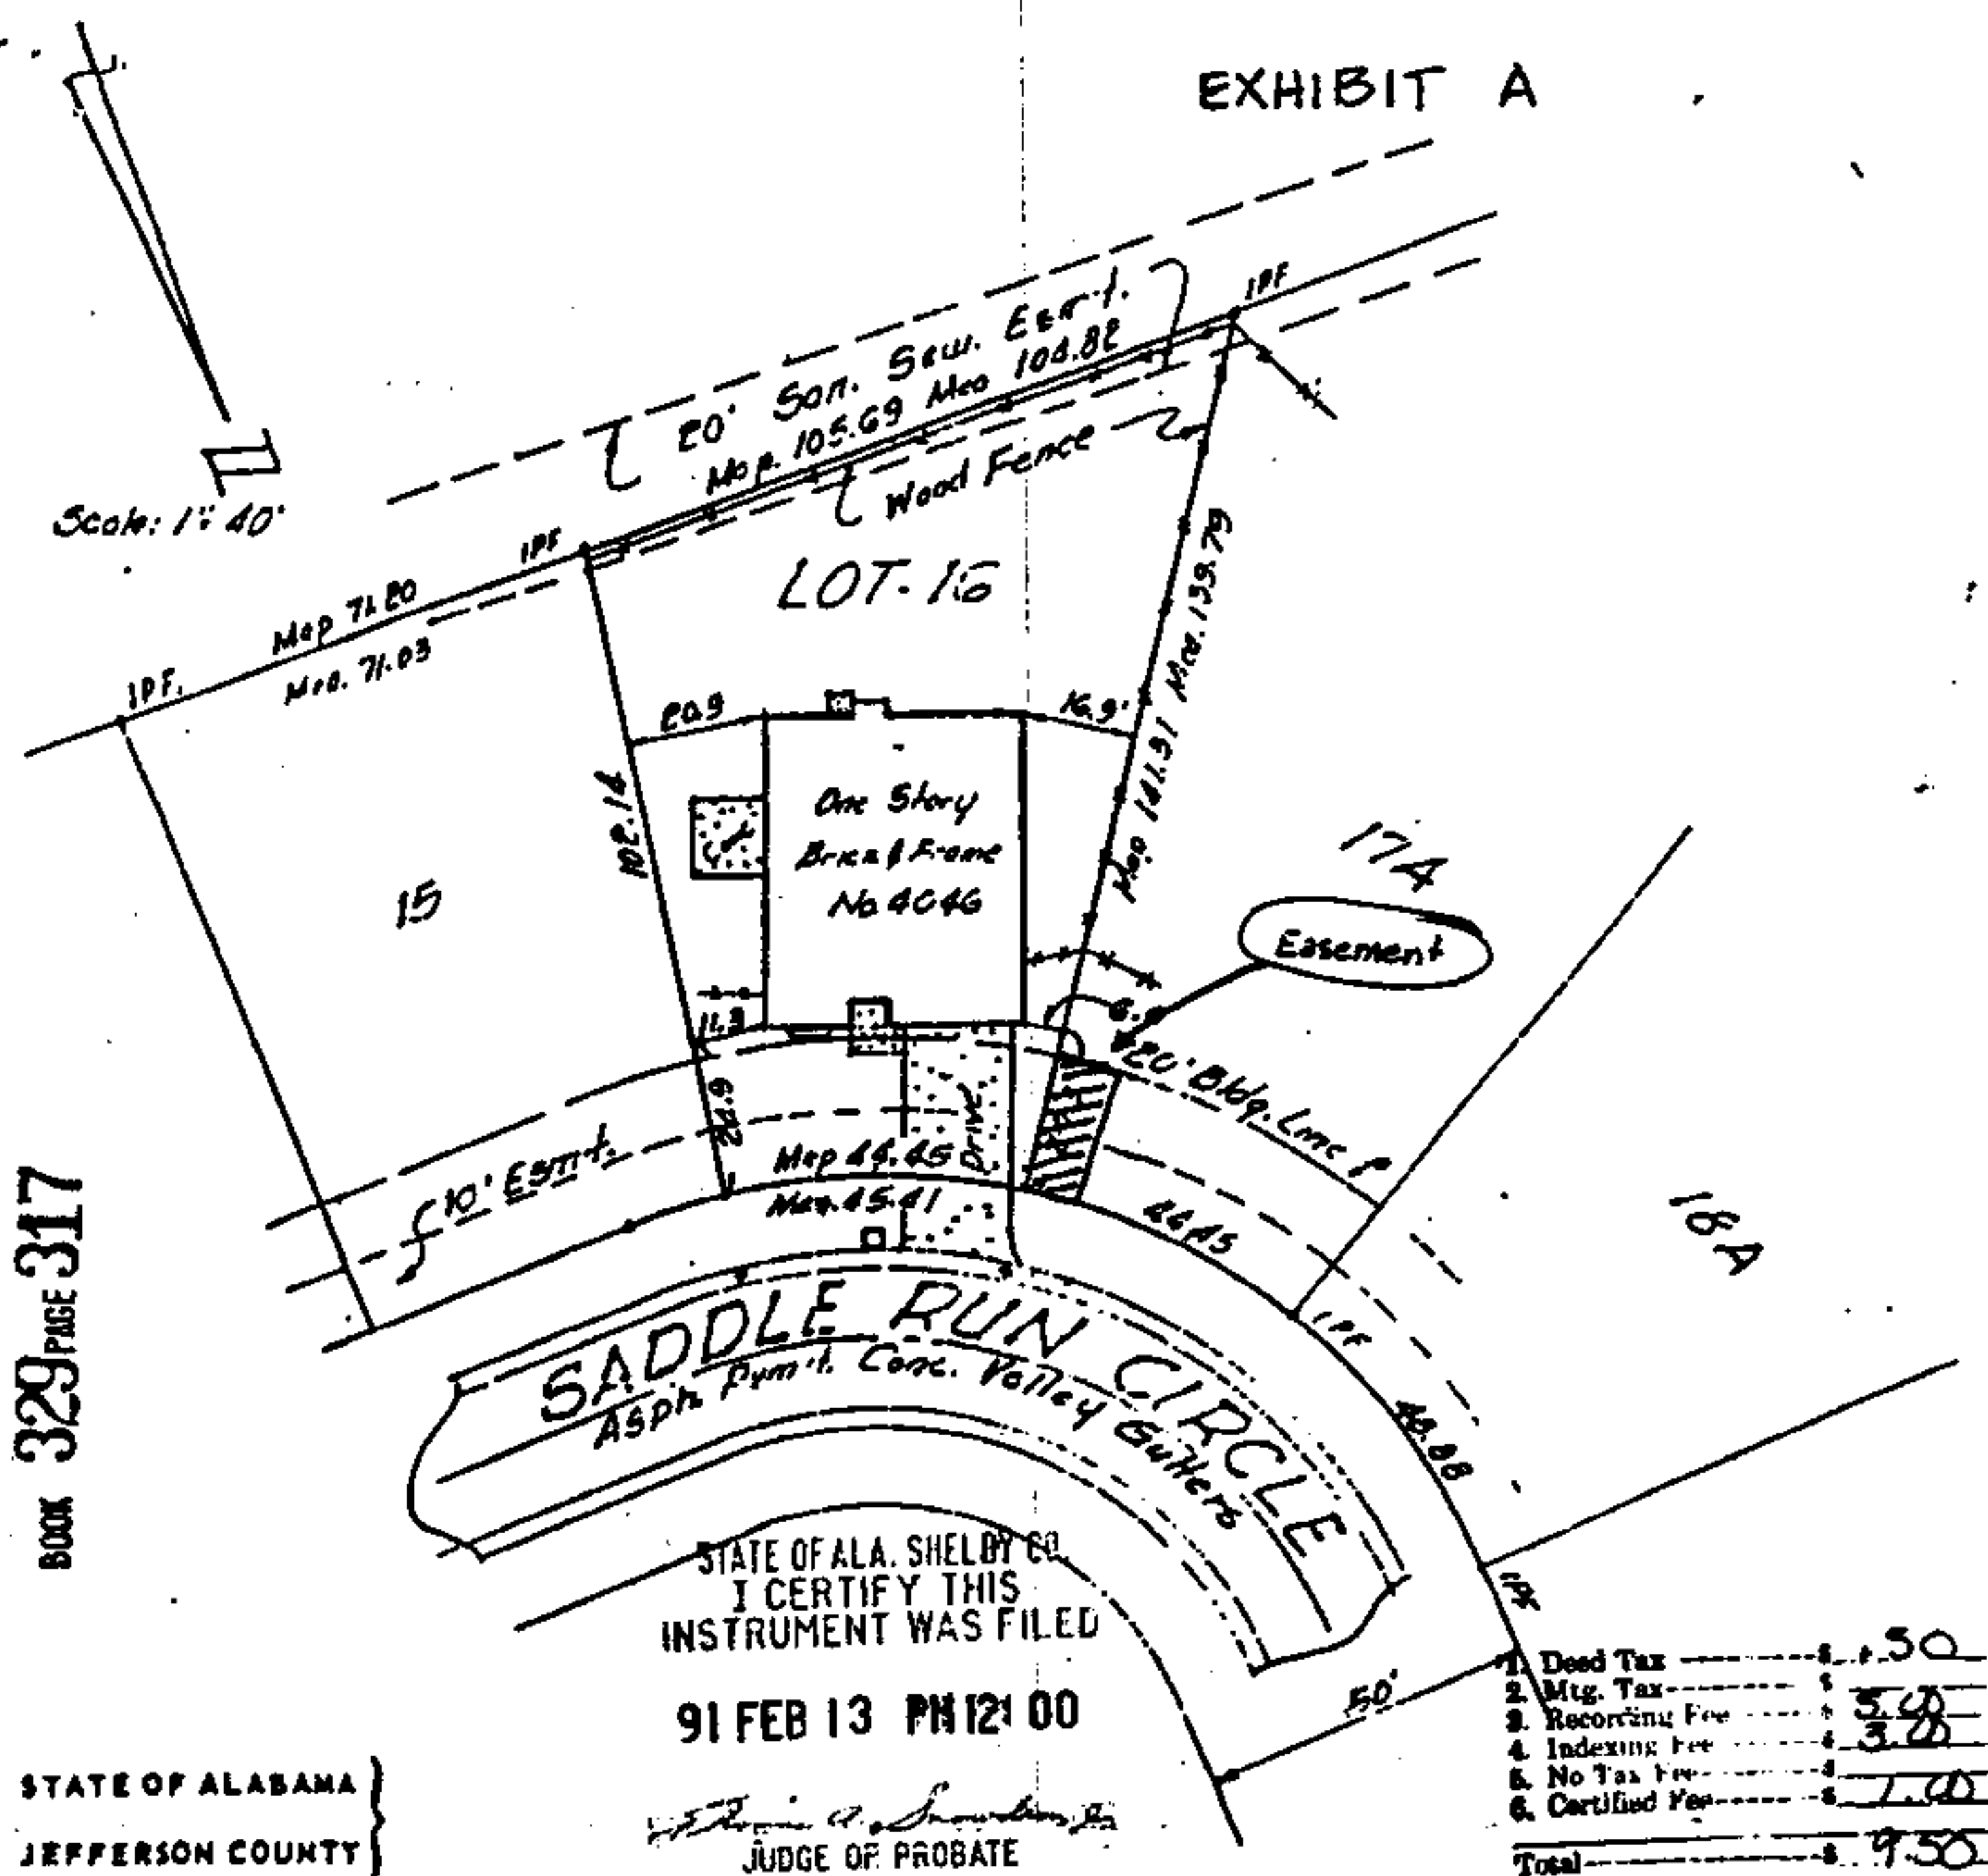 EXHIBIT A
20' San. Sew. Esm't.
Map. 105.69 Mea 104.82
IPF
Wood Fence
Scale: 1": 40'
IPF
LOT-16
Map 71.20
Mea. 71.03
IPF.
Map 141.91 Mea. 139.79
20.9
16.9'
102.14
One Story
Brick & Frame
No. 4046
15
17A
Easement
11.3
6.
20' Bldg. Line
22.9
10' Esmt.
Drive
Map 44.45
Mea. 45.41
44.45
18A
IPF
SADDLE RUN CIRCLE
Asph. Pvm't. Conc. Valley Gutters
48.88
IPF
50'
BOOK 329 PAGE 317
STATE OF ALA. SHELBY CO.
I CERTIFY THIS
INSTRUMENT WAS FILED
91 FEB 13 PM 12:00
JUDGE OF PROBATE
STATE OF ALABAMA
JEFFERSON COUNTY
1. Deed Tax $ .50
2. Mtg. Tax $
3. Recording Fee $ 5.00
4. Indexing Fee $ 3.00
5. No Tax Fee $
6. Certified Fee $ 1.00
Total $ 9.50